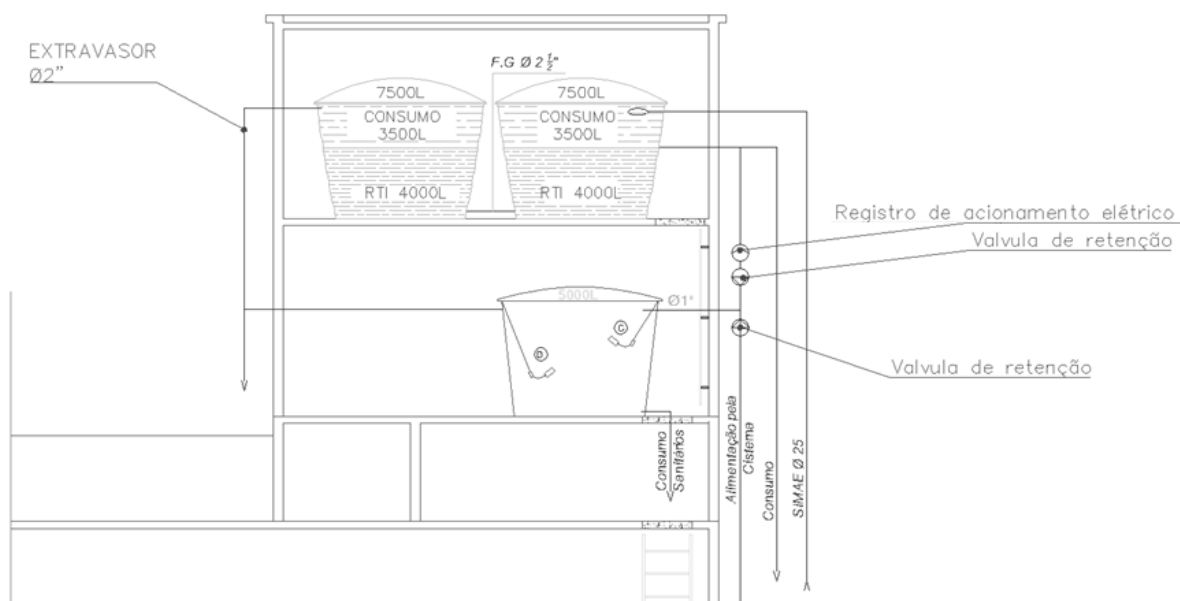 EXTRAVASOR
Ø2"
F.G Ø 2 ½"
7500L
7500L
CONSUMO
3500L
CONSUMO
3500L
RTI 4000L
RTI 4000L
Registro de acionamento elétrico
Valvula de retenção
5000L
Ø1"
C
D
Valvula de retenção
Consumo
Sanitários
Alimentação pela
Cisterna
Consumo
SIMAE Ø 25